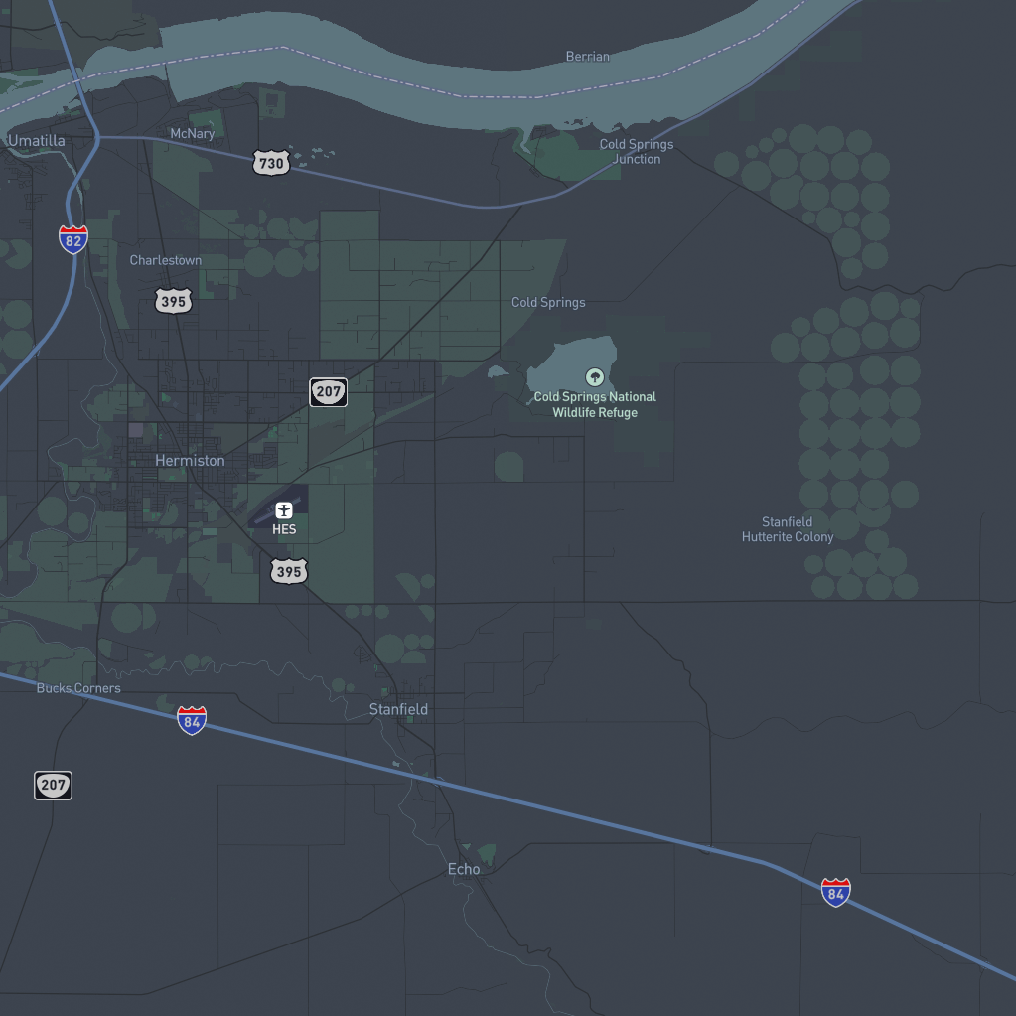 Berrian
Umatilla
McNary
730
Cold Springs
Junction
82
Charlestown
395
Cold Springs
207
Cold Springs National
Wildlife Refuge
Hermiston
HES
Stanfield
Hutterite Colony
395
Bucks Corners
84
Stanfield
207
Echo
84